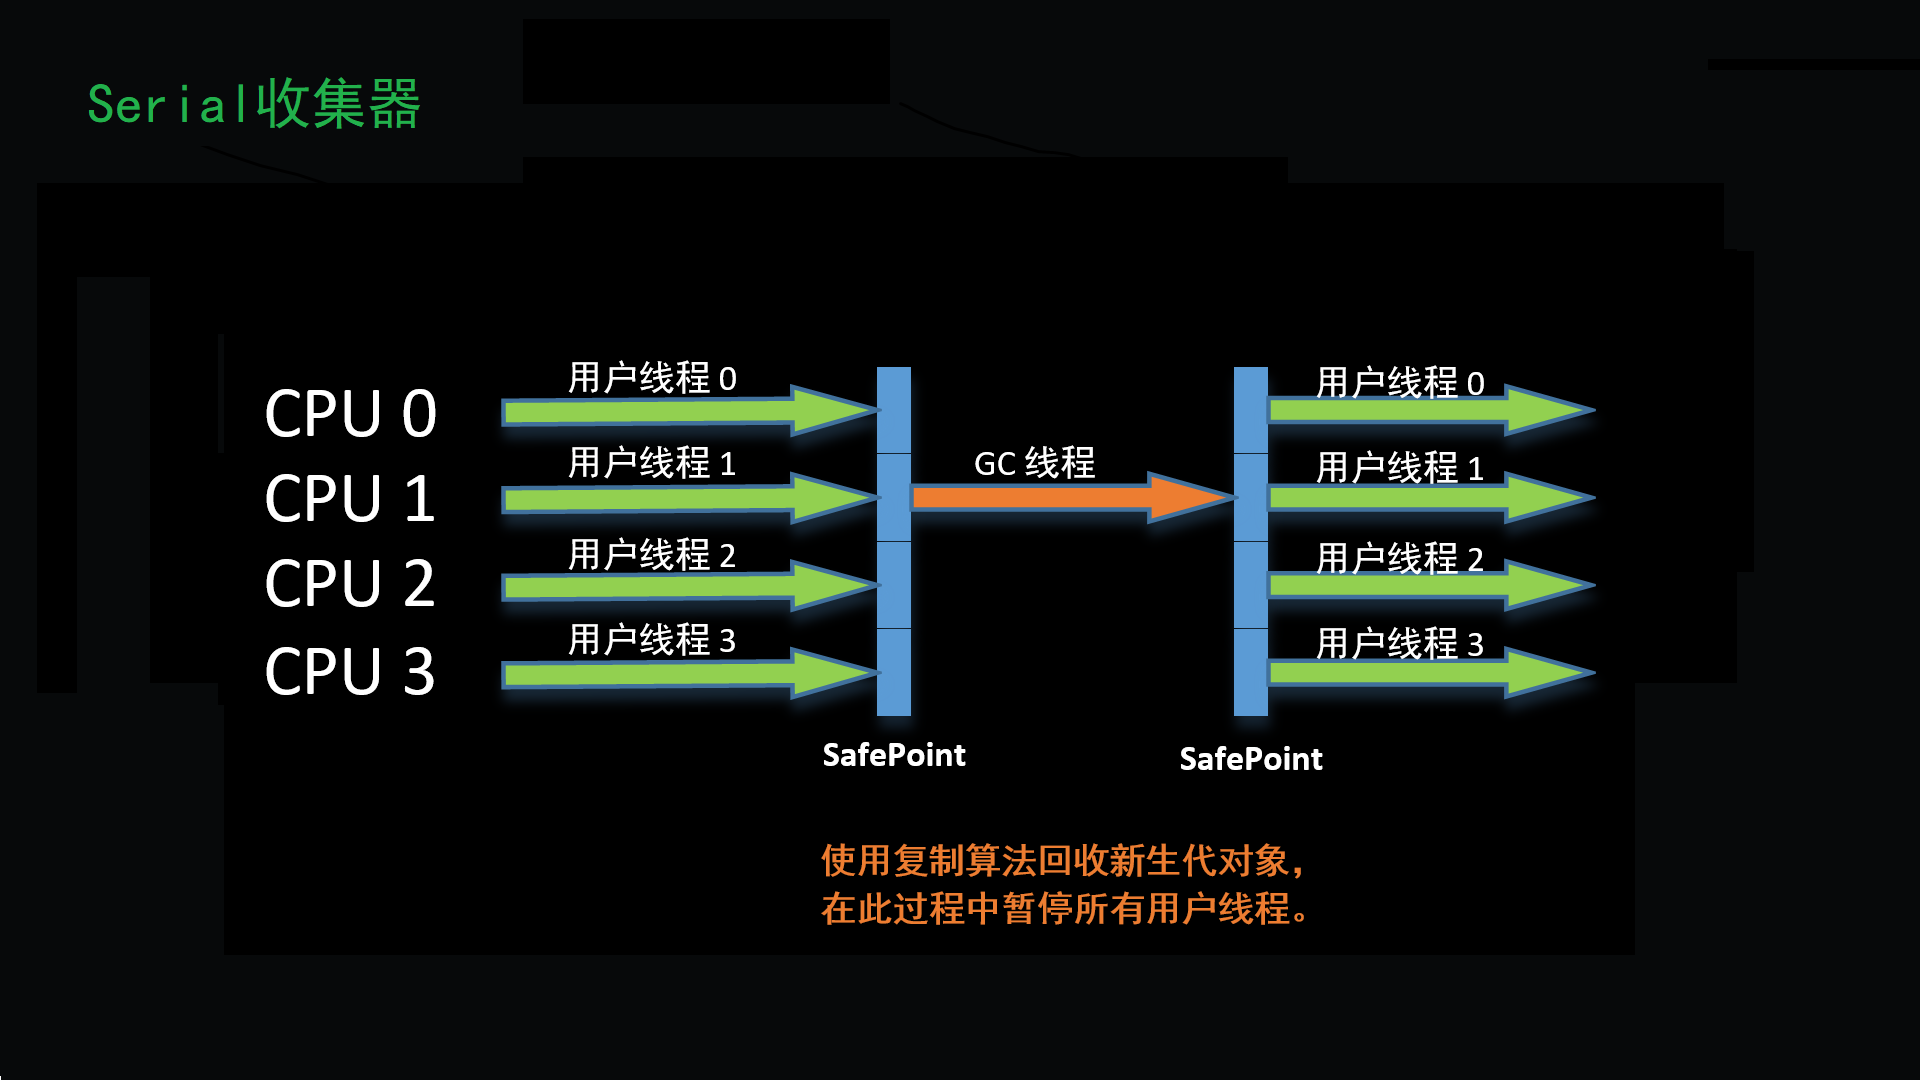 Serial收集器
用户线程 0
用户线程 0
CPU 0
用户线程 1
GC 线程
用户线程 1
CPU 1
用户线程 2
用户线程 2
CPU 2
用户线程 3
用户线程 3
CPU 3
SafePoint
SafePoint
使用复制算法回收新生代对象，
在此过程中暂停所有用户线程。